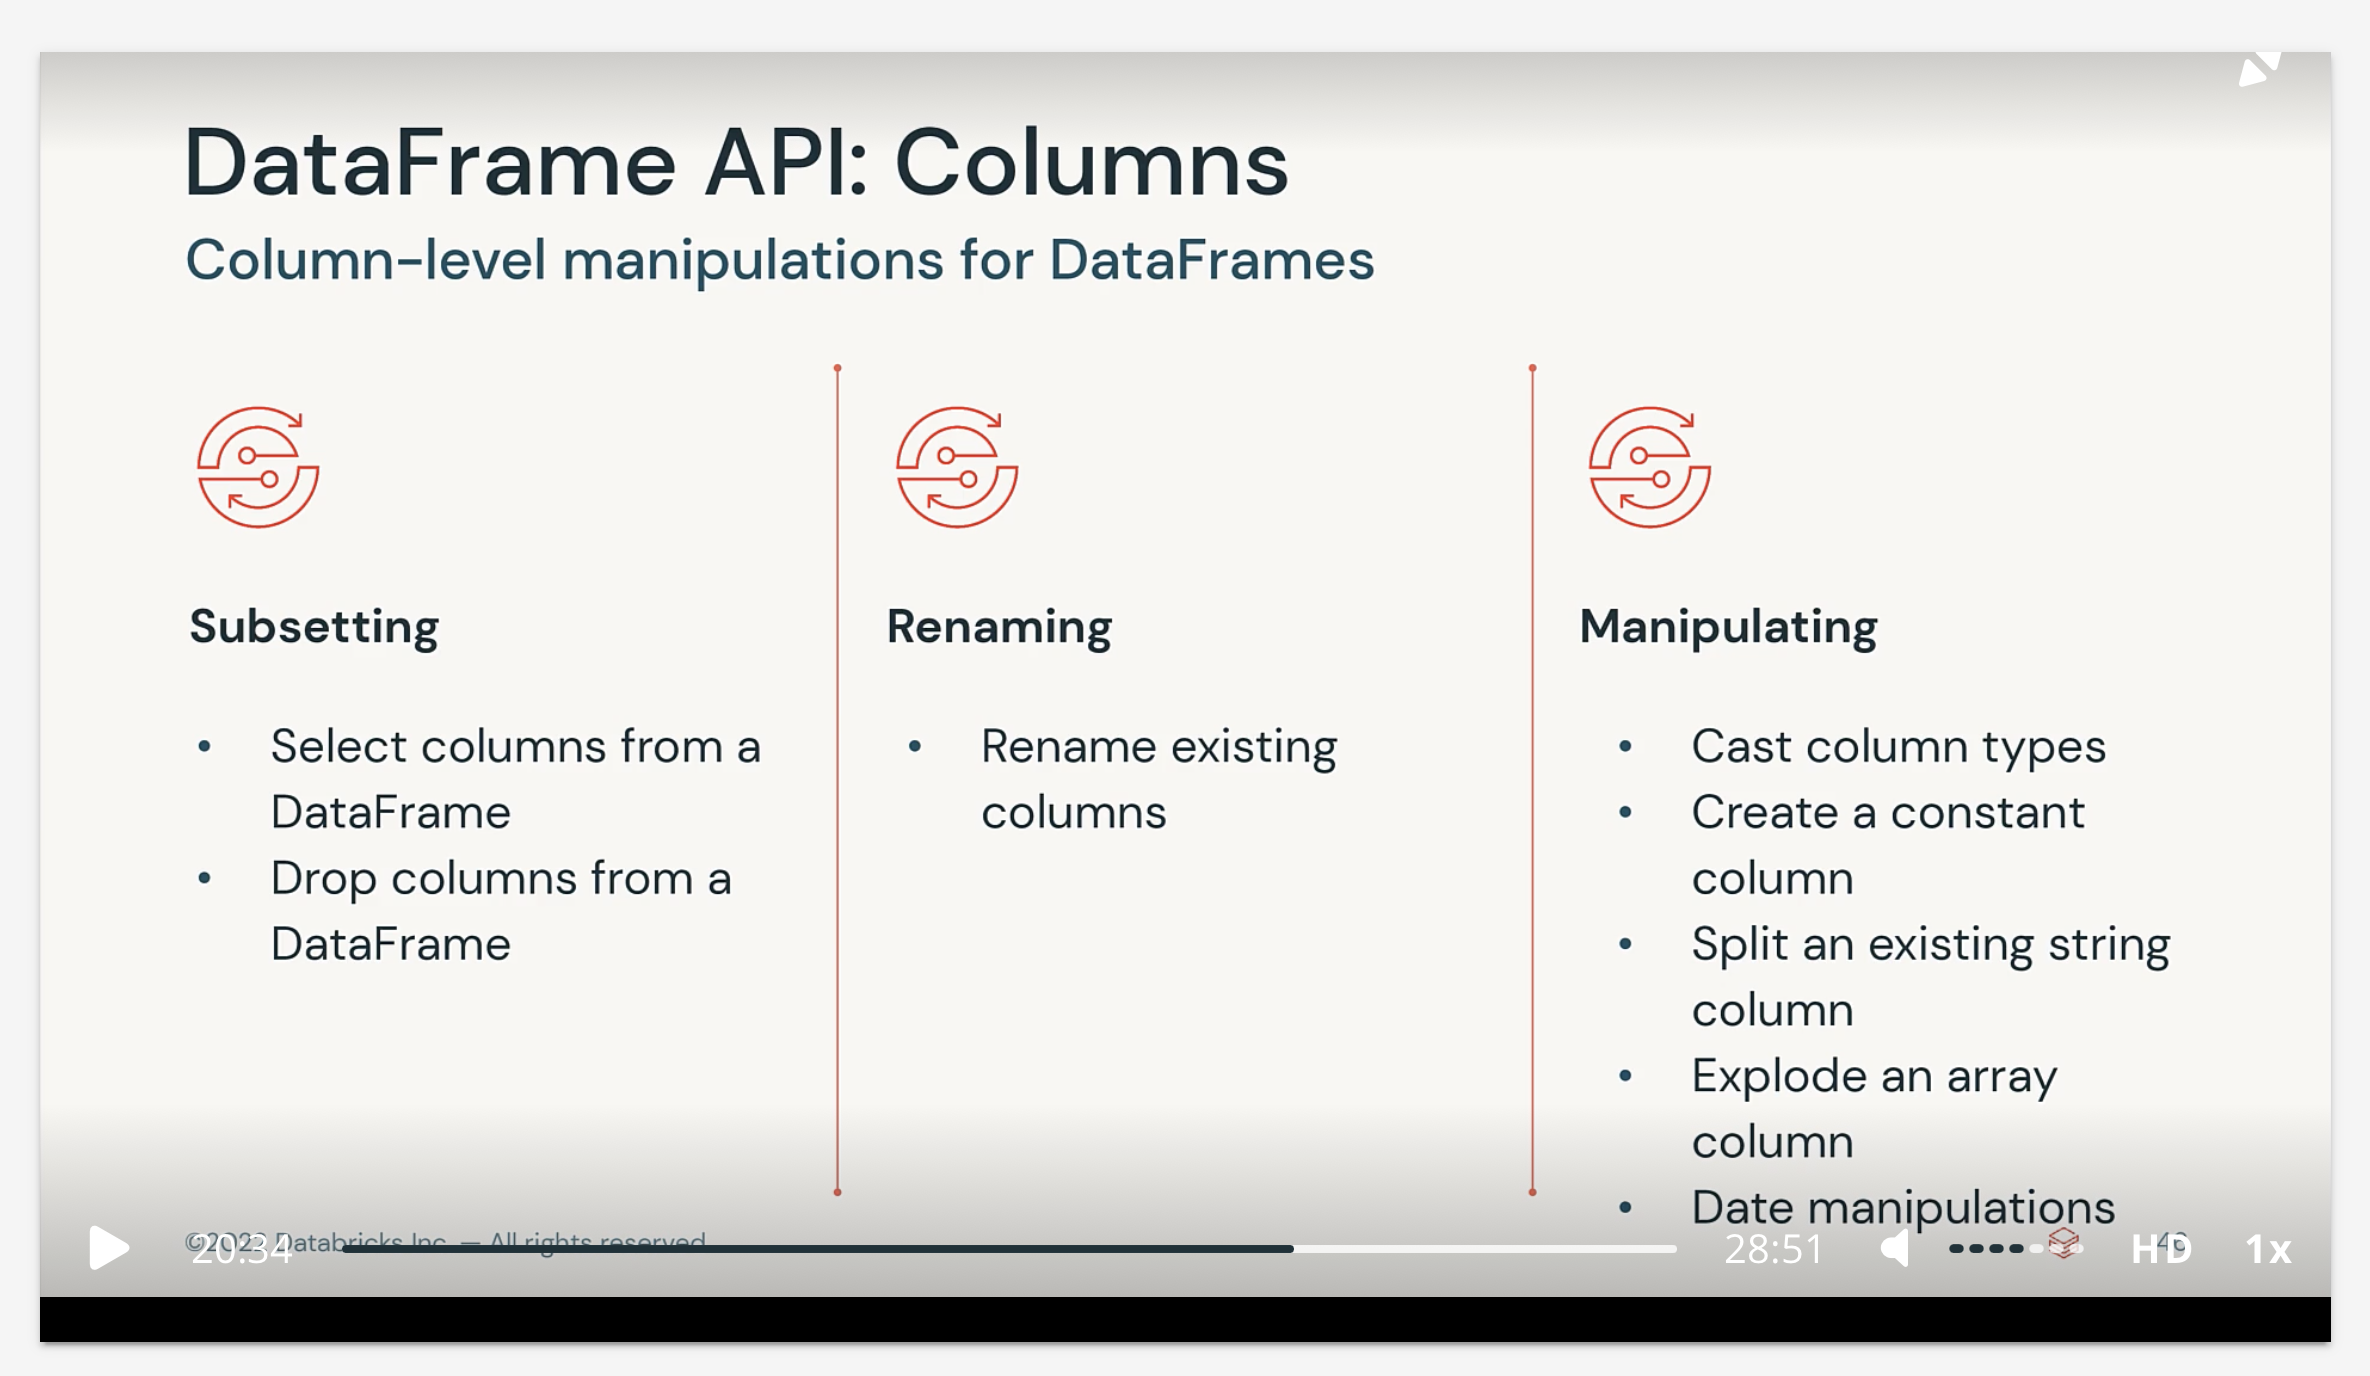 DataFrame API: Columns
Column-level manipulations for DataFrames
Subsetting
• Select columns from a
DataFrame
• Drop columns from a
DataFrame
Renaming
• Rename existing
columns
Manipulating
• Cast column types
• Create a constant
column
• Split an existing string
column
• Explode an array
column
• Date manipulations
Databricks Inc. — All rights reserved
20:34
28:51
HD
1x